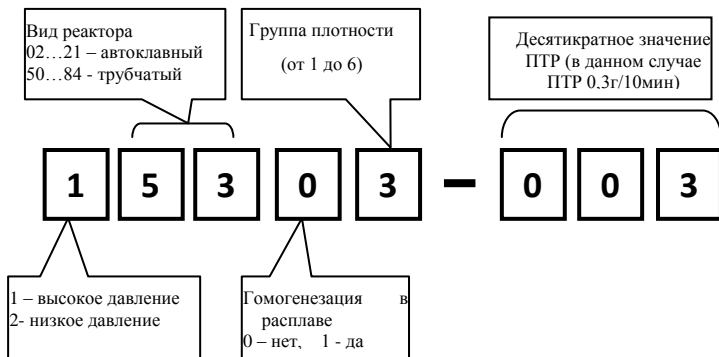 Вид реактора
02…21 – автоклавный
50…84 - трубчатый
Группа плотности
(от 1 до 6)
Десятикратное значение
ПТР (в данном случае
ПТР 0,3г/10мин)
1 5 3 0 3 – 0 0 3
1 – высокое давление
2- низкое давление
Гомогенезация в
расплаве
0 – нет, 1 - да